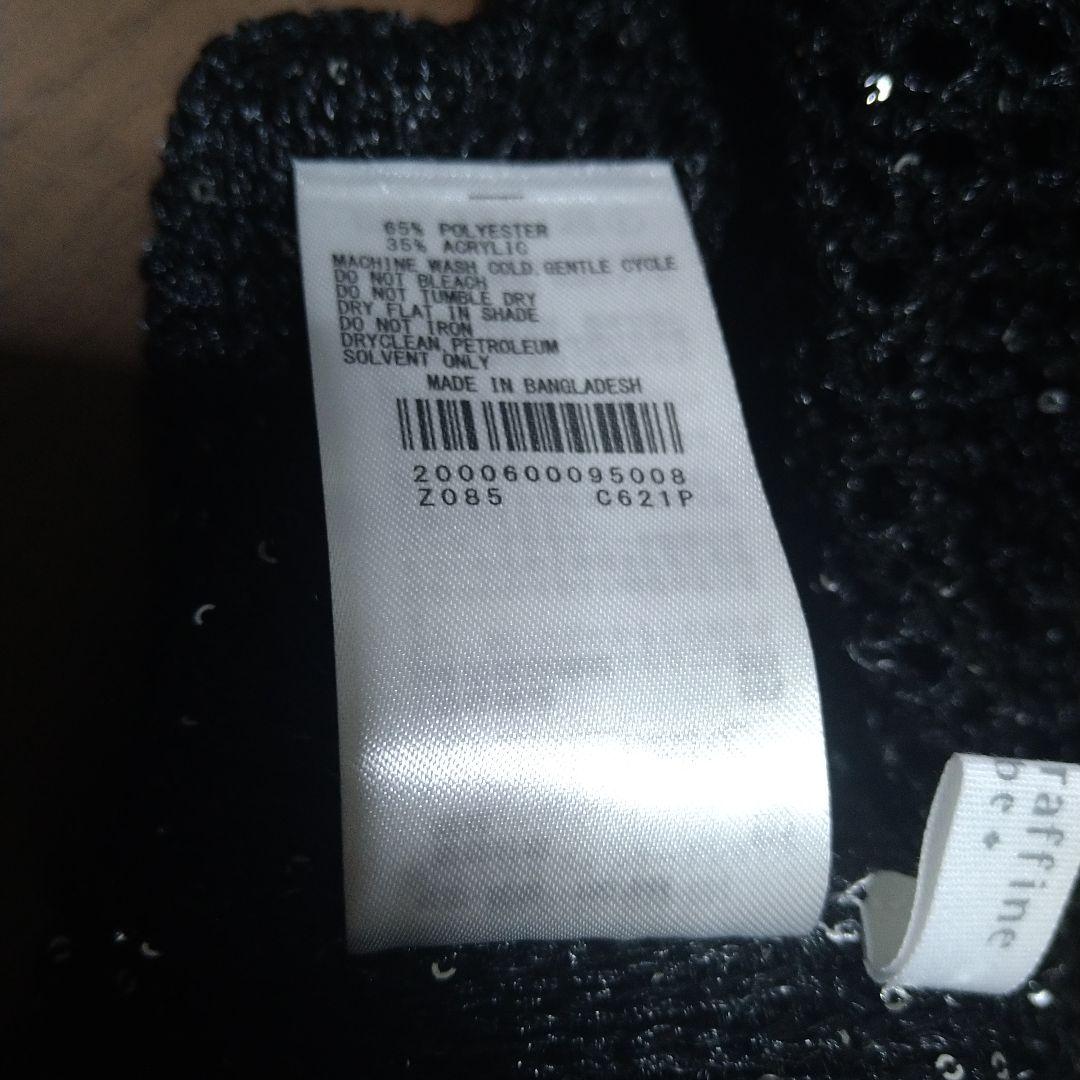 65% POLYESTER
35% ACRYLIC
MACHINE WASH COLD, GENTLE CYCLE
DO NOT BLEACH
DO NOT TUMBLE DRY
DRY FLAT IN SHADE
DO NOT IRON
DRYCLEAN, PETROLEUM
SOLVENT ONLY
MADE IN BANGLADESH
2000600095008
Z085 C621P
raffine
be